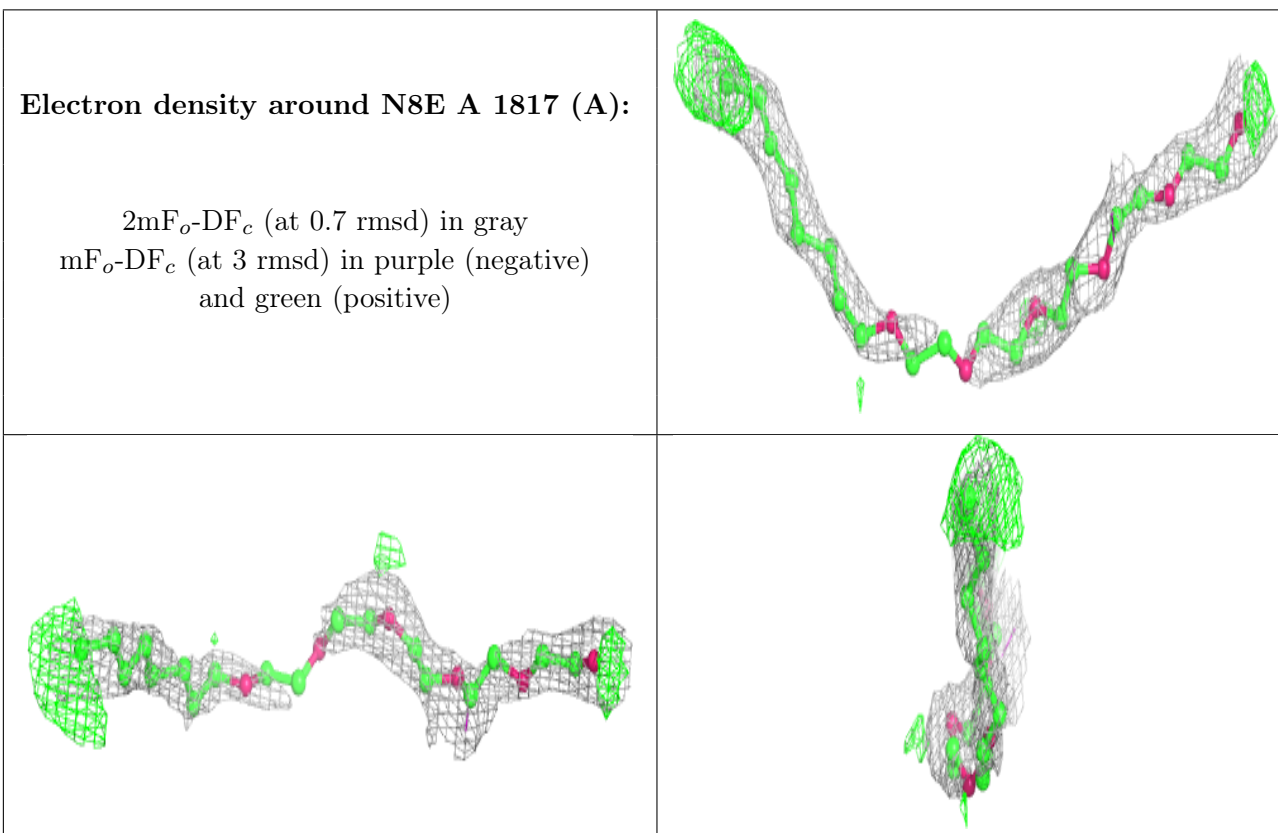 Electron density around N8E A 1817 (A):
2mFₒ-DF𝒸 (at 0.7 rmsd) in gray
mFₒ-DF𝒸 (at 3 rmsd) in purple (negative)
and green (positive)